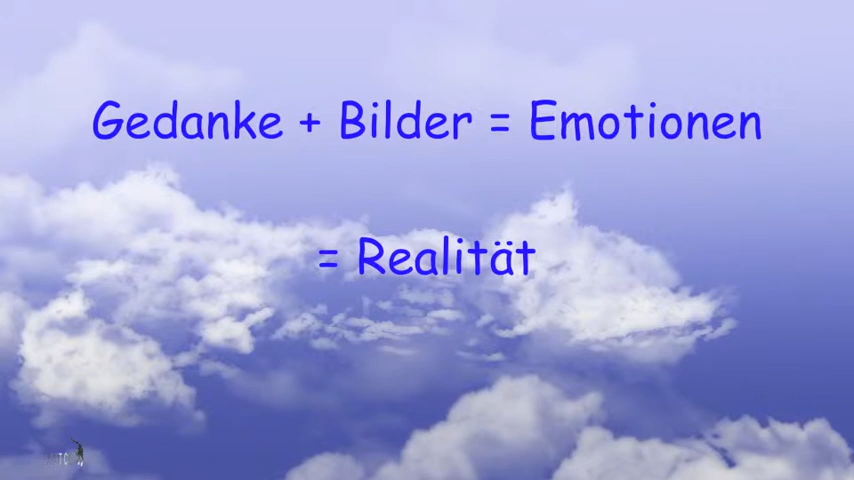 Gedanke + Bilder = Emotionen
= Realität